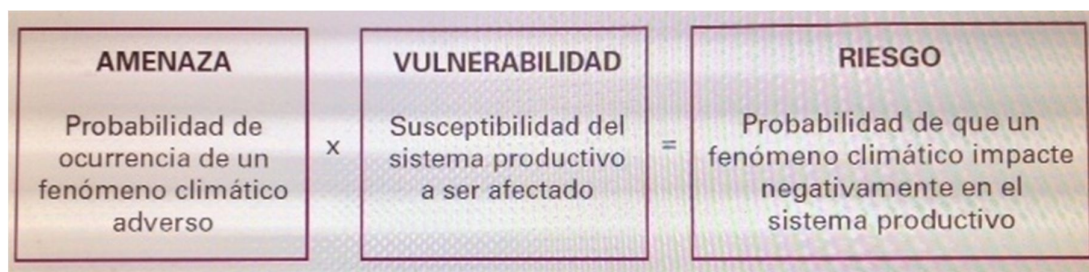 AMENAZA
Probabilidad de
ocurrencia de un
fenómeno climático
adverso
x
VULNERABILIDAD
Susceptibilidad del
sistema productivo
a ser afectado
=
RIESGO
Probabilidad de que un
fenómeno climático impacte
negativamente en el
sistema productivo